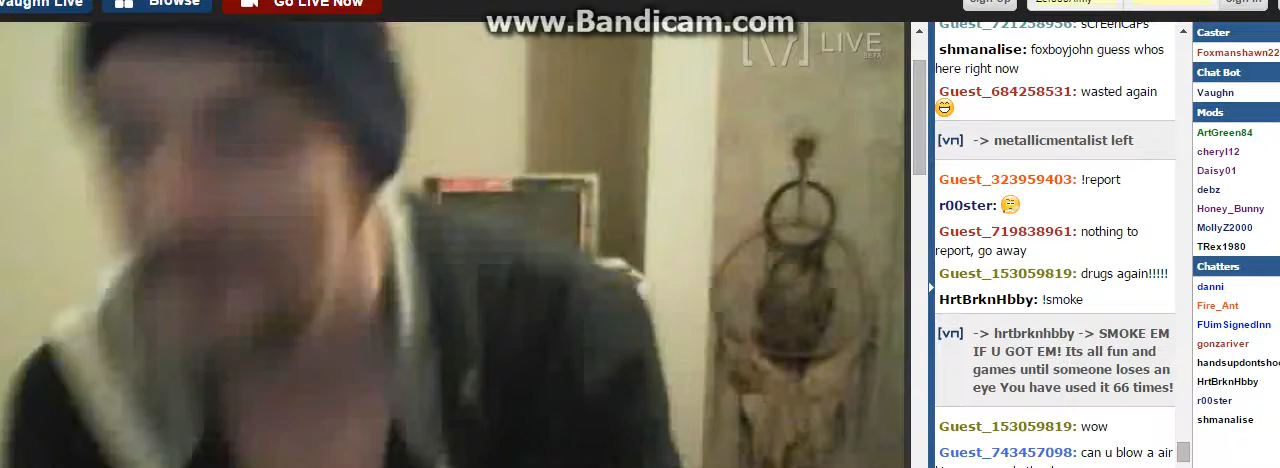 Vaughn Live
Browse
Go LIVE Now
www.Bandicam.com
Sign Up
Sign In
[V] LIVE
BETA
Guest_721258956: scrEenCaPs
shmanalise: foxboyjohn guess whos
here right now
Guest_684258531: wasted again
[vn] -> metallicmentalist left
Guest_323959403: !report
r00ster:
Guest_719838961: nothing to
report, go away
Guest_153059819: drugs again!!!!!
HrtBrknHbby: !smoke
[vn] -> hrtbrknhbby -> SMOKE EM
IF U GOT EM! Its all fun and
games until someone loses an
eye You have used it 66 times!
Guest_153059819: wow
Guest_743457098: can u blow a air
Caster
Foxmanshawn22
Chat Bot
Vaughn
Mods
ArtGreen84
cheryl12
Daisy01
debz
Honey_Bunny
MollyZ2000
TRex1980
Chatters
danni
Fire_Ant
FUimSignedInn
gonzariver
handsupdontshoo
HrtBrknHbby
r00ster
shmanalise